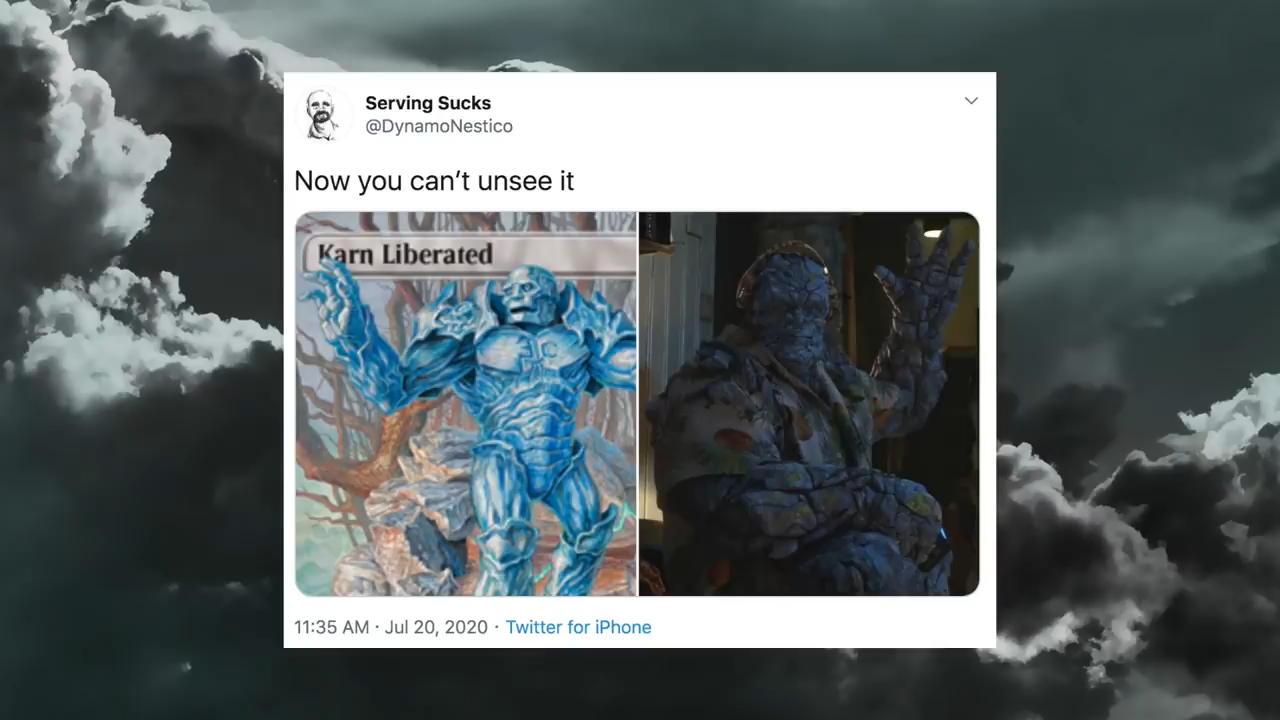 Serving Sucks
@DynamoNestico
Now you can’t unsee it
Karn Liberated
11:35 AM · Jul 20, 2020 · Twitter for iPhone